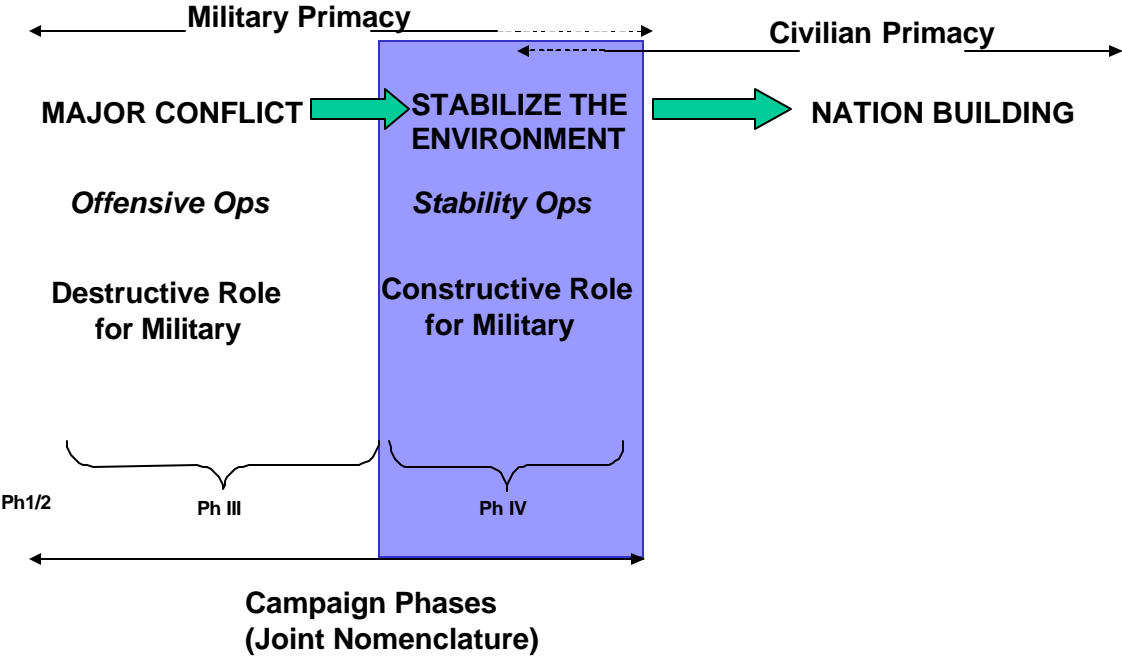 Military Primacy
Civilian Primacy
MAJOR CONFLICT
STABILIZE THE
ENVIRONMENT
NATION BUILDING
Offensive Ops
Stability Ops
Destructive Role
for Military
Constructive Role
for Military
Ph1/2
Ph III
Ph IV
Campaign Phases
(Joint Nomenclature)